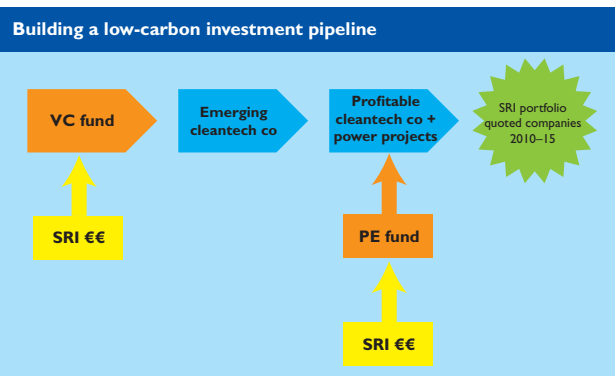 Building a low-carbon investment pipeline
VC fund
Emerging
cleantech co
Profitable
cleantech co +
power projects
SRI portfolio
quoted companies
2010–15
SRI €€
PE fund
SRI €€